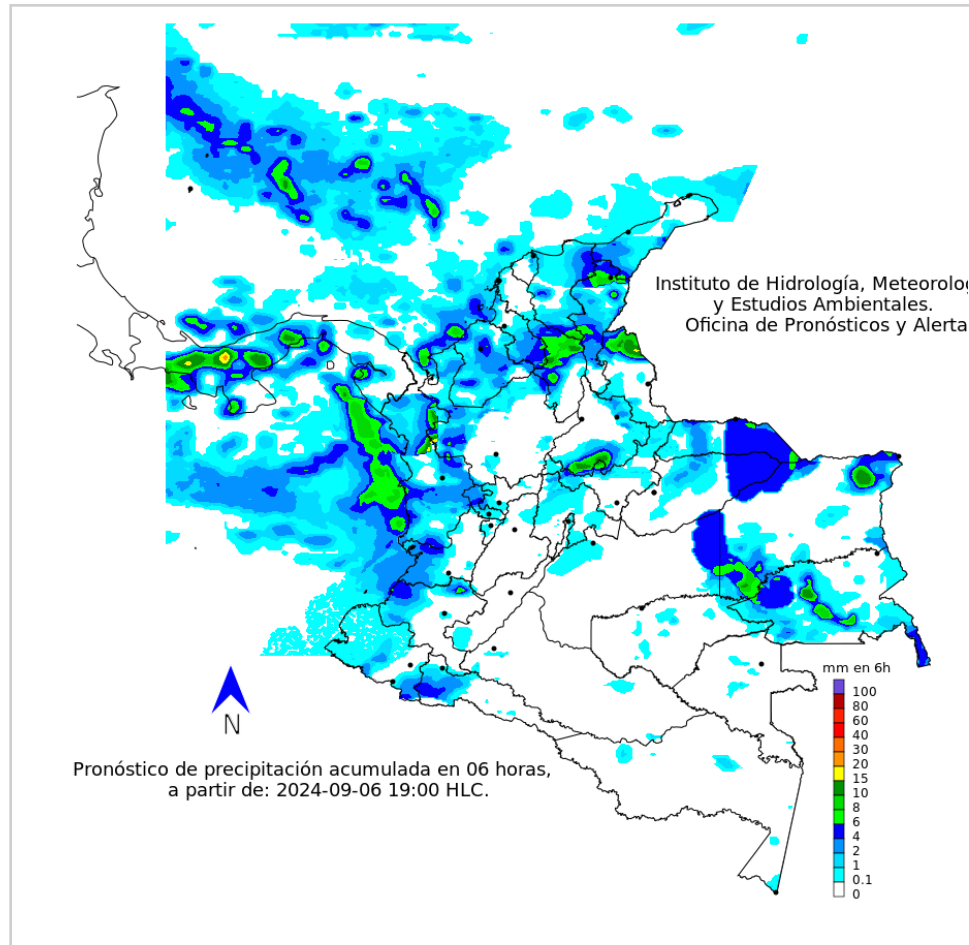 Instituto de Hidrología, Meteorolog
y Estudios Ambientales.
Oficina de Pronósticos y Alerta
mm en 6h
100
80
60
40
30
20
15
10
8
6
4
2
1
0.1
0
N
Pronóstico de precipitación acumulada en 06 horas,
a partir de: 2024-09-06 19:00 HLC.